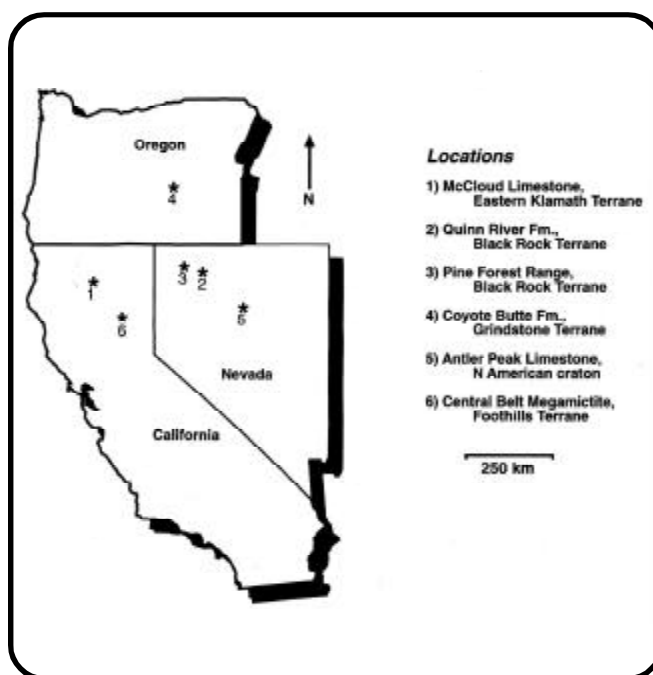 Oregon
4
N
3
2
1
5
6
Nevada
California
Locations
1) McCloud Limestone,
Eastern Klamath Terrane
2) Quinn River Fm.,
Black Rock Terrane
3) Pine Forest Range,
Black Rock Terrane
4) Coyote Butte Fm.,
Grindstone Terrane
5) Antler Peak Limestone,
N American craton
6) Central Belt Megamictite,
Foothills Terrane
250 km